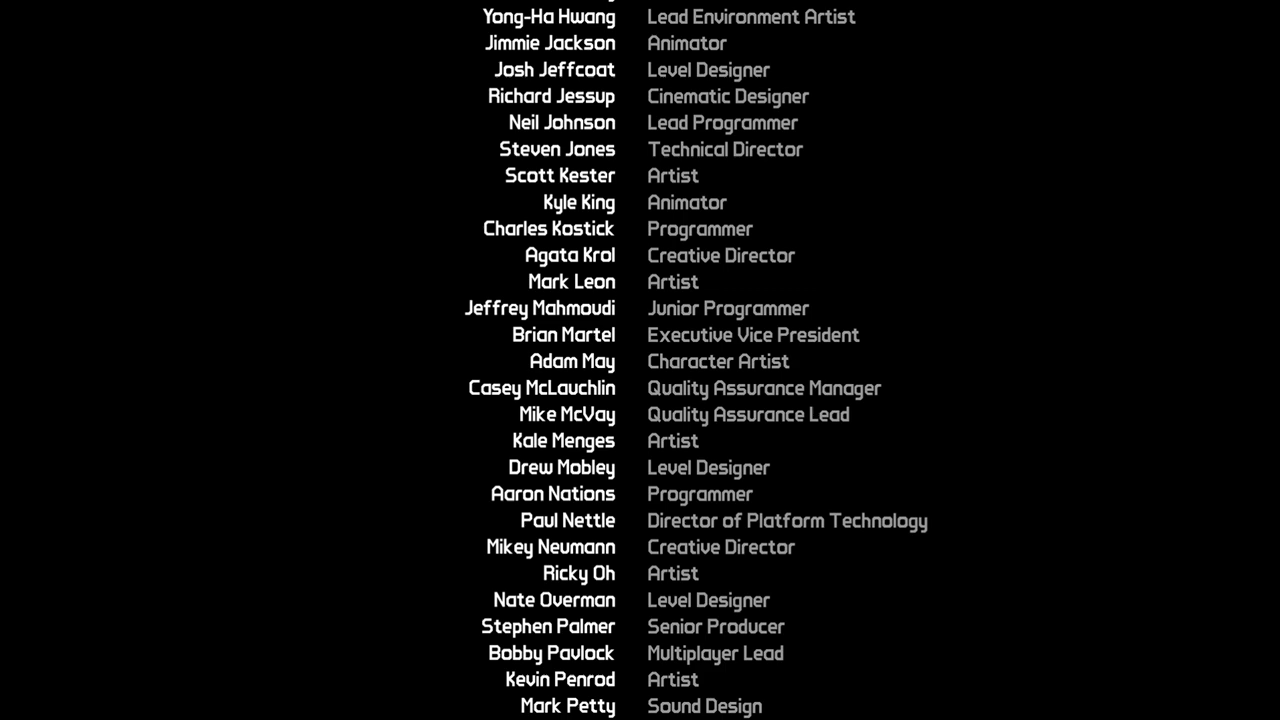 Yong-Ha Hwang Lead Environment Artist
Jimmie Jackson Animator
Josh Jeffcoat Level Designer
Richard Jessup Cinematic Designer
Neil Johnson Lead Programmer
Steven Jones Technical Director
Scott Kester Artist
Kyle King Animator
Charles Kostick Programmer
Agata Krol Creative Director
Mark Leon Artist
Jeffrey Mahmoudi Junior Programmer
Brian Martel Executive Vice President
Adam May Character Artist
Casey McLauchlin Quality Assurance Manager
Mike McVay Quality Assurance Lead
Kale Menges Artist
Drew Mobley Level Designer
Aaron Nations Programmer
Paul Nettle Director of Platform Technology
Mikey Neumann Creative Director
Ricky Oh Artist
Nate Overman Level Designer
Stephen Palmer Senior Producer
Bobby Pavlock Multiplayer Lead
Kevin Penrod Artist
Mark Petty Sound Design